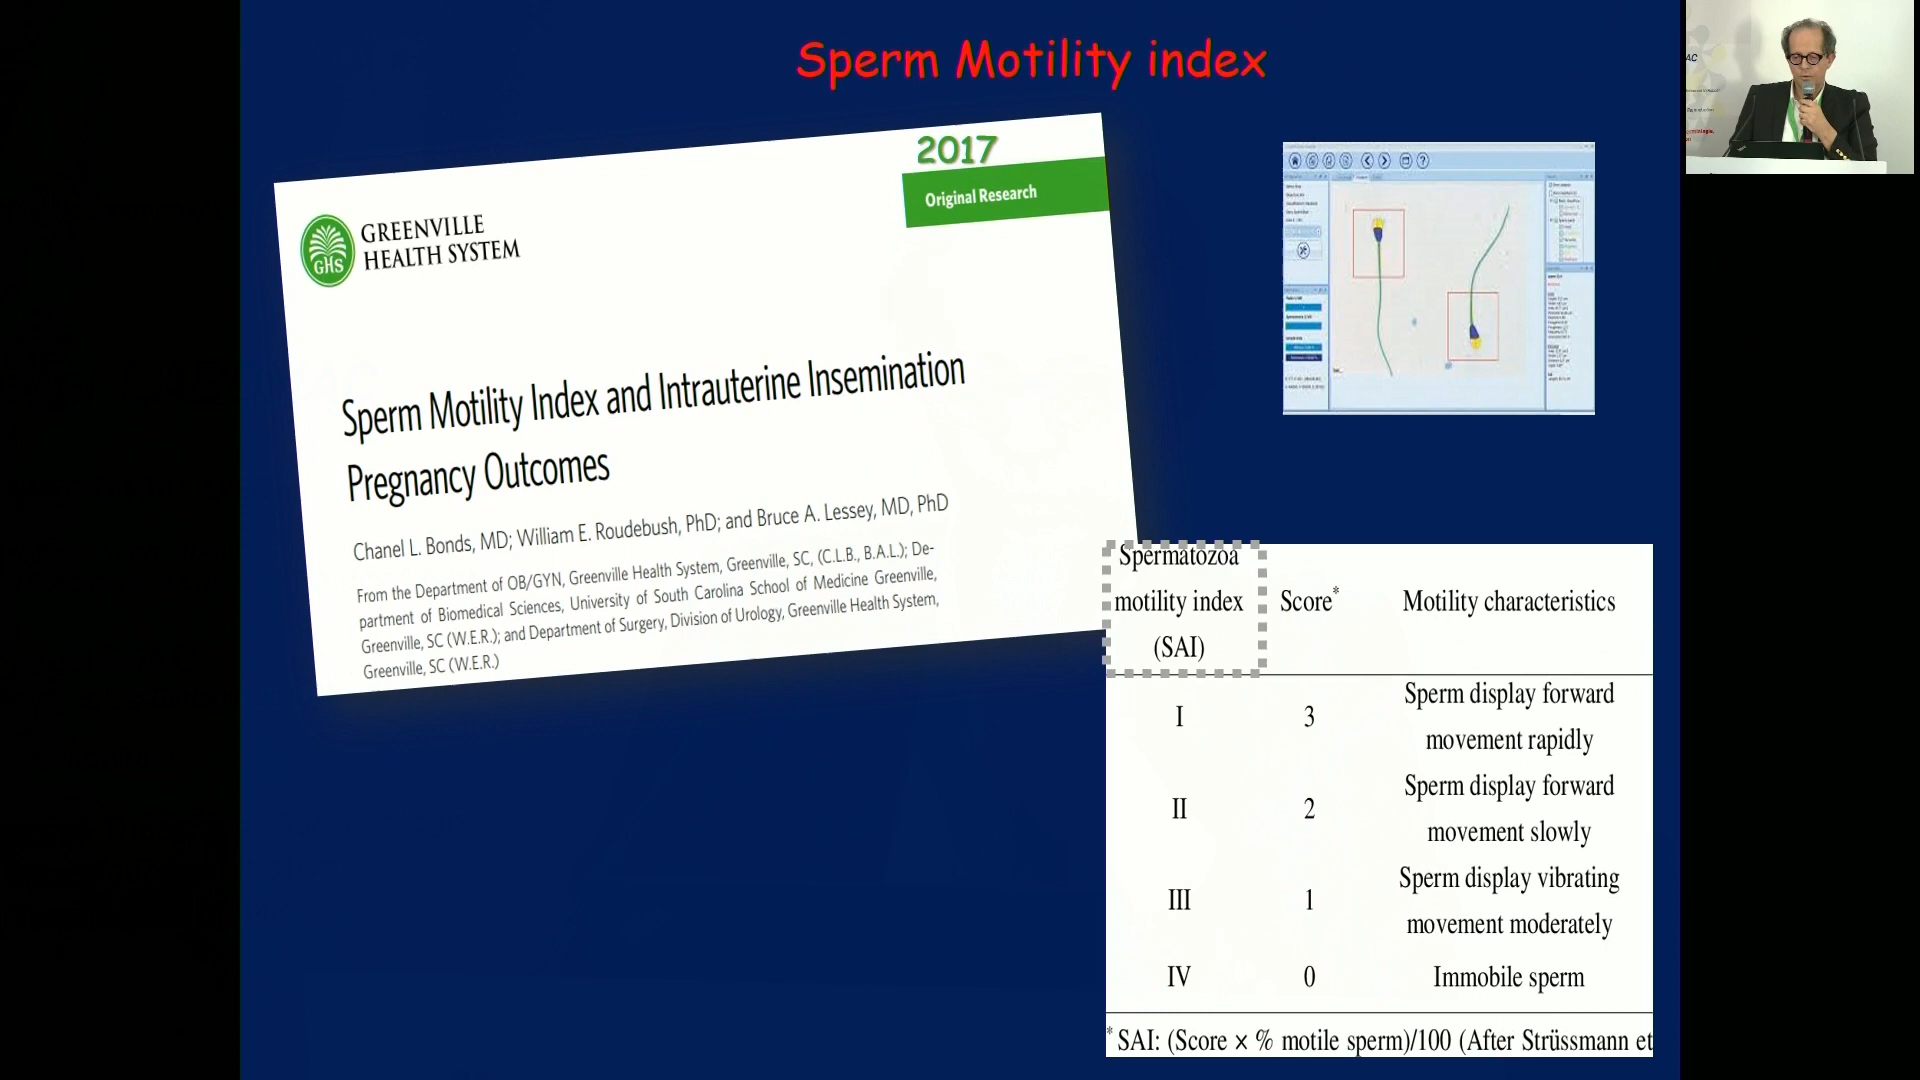 Sperm Motility index
2017
Original Research
GHS
GREENVILLE
HEALTH SYSTEM
Sperm Motility Index and Intrauterine Insemination
Pregnancy Outcomes
Chanel L. Bonds, MD; William E. Roudebush, PhD; and Bruce A. Lessey, MD, PhD
From the Department of OB/GYN, Greenville Health System, Greenville, SC, (C.L.B., B.A.L.); De-
partment of Biomedical Sciences, University of South Carolina School of Medicine Greenville,
Greenville, SC (W.E.R.); and Department of Surgery, Division of Urology, Greenville Health System,
Greenville, SC (W.E.R.)
Spermatozoa
motility index
(SAI)
Score*
Motility characteristics
I
3
Sperm display forward
movement rapidly
II
2
Sperm display forward
movement slowly
III
1
Sperm display vibrating
movement moderately
IV
0
Immobile sperm
* SAI: (Score × % motile sperm)/100 (After Strüssmann et
AC